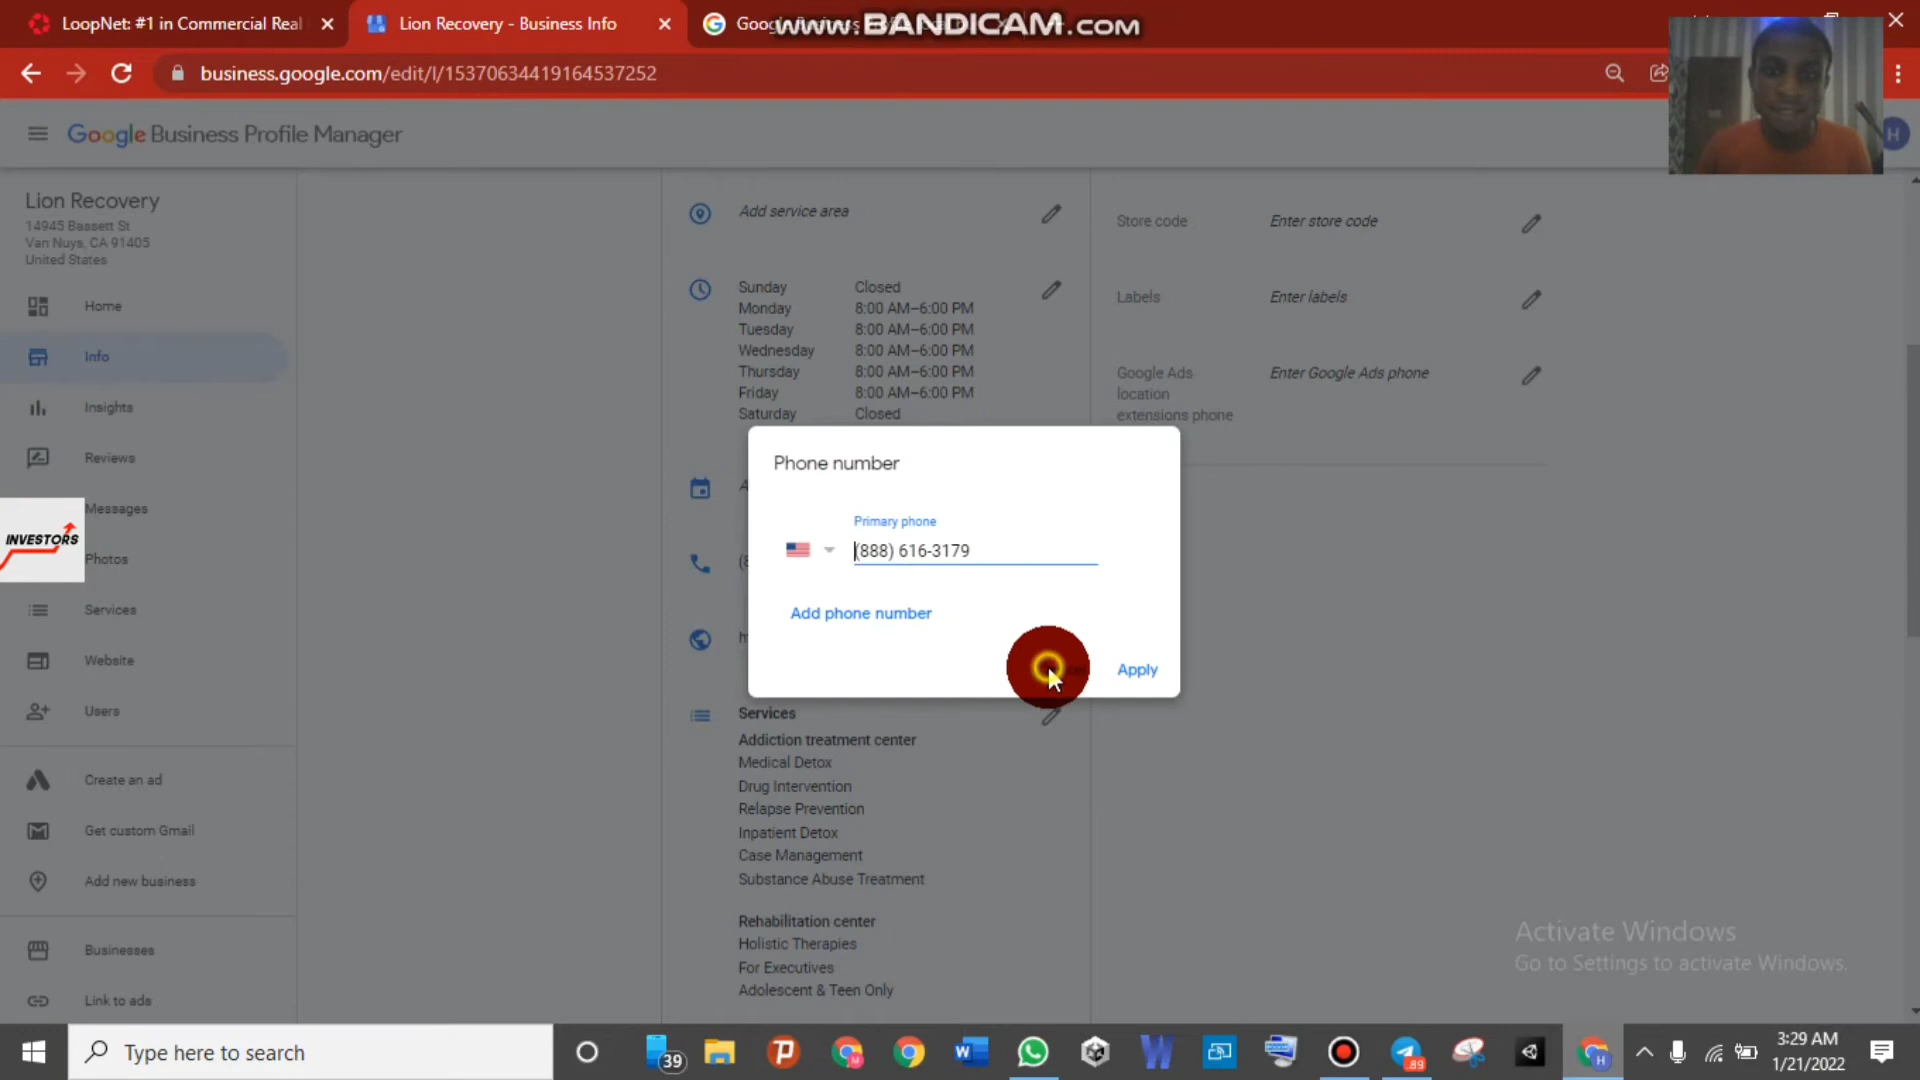 LoopNet: #1 in Commercial Real
Lion Recovery - Business Info
www.BANDICAM.com
business.google.com/edit/l/15370634419164537252
Google Business Profile Manager
H
Lion Recovery
14945 Bassett St
Van Nuys, CA 91405
United States
Home
Info
Insights
Reviews
Messages
INVESTORS
Photos
Services
Website
Users
Create an ad
Get custom Gmail
Add new business
Businesses
Link to ads
Add service area
Sunday Closed
Monday 8:00 AM–6:00 PM
Tuesday 8:00 AM–6:00 PM
Wednesday 8:00 AM–6:00 PM
Thursday 8:00 AM–6:00 PM
Friday 8:00 AM–6:00 PM
Saturday Closed
Store code Enter store code
Labels Enter labels
Google Ads location extensions phone Enter Google Ads phone
Phone number
Primary phone
(888) 616-3179
Add phone number
Apply
Services
Addiction treatment center
Medical Detox
Drug Intervention
Relapse Prevention
Inpatient Detox
Case Management
Substance Abuse Treatment
Rehabilitation center
Holistic Therapies
For Executives
Adolescent & Teen Only
Activate Windows
Go to Settings to activate Windows.
Type here to search
39
89
3:29 AM
1/21/2022